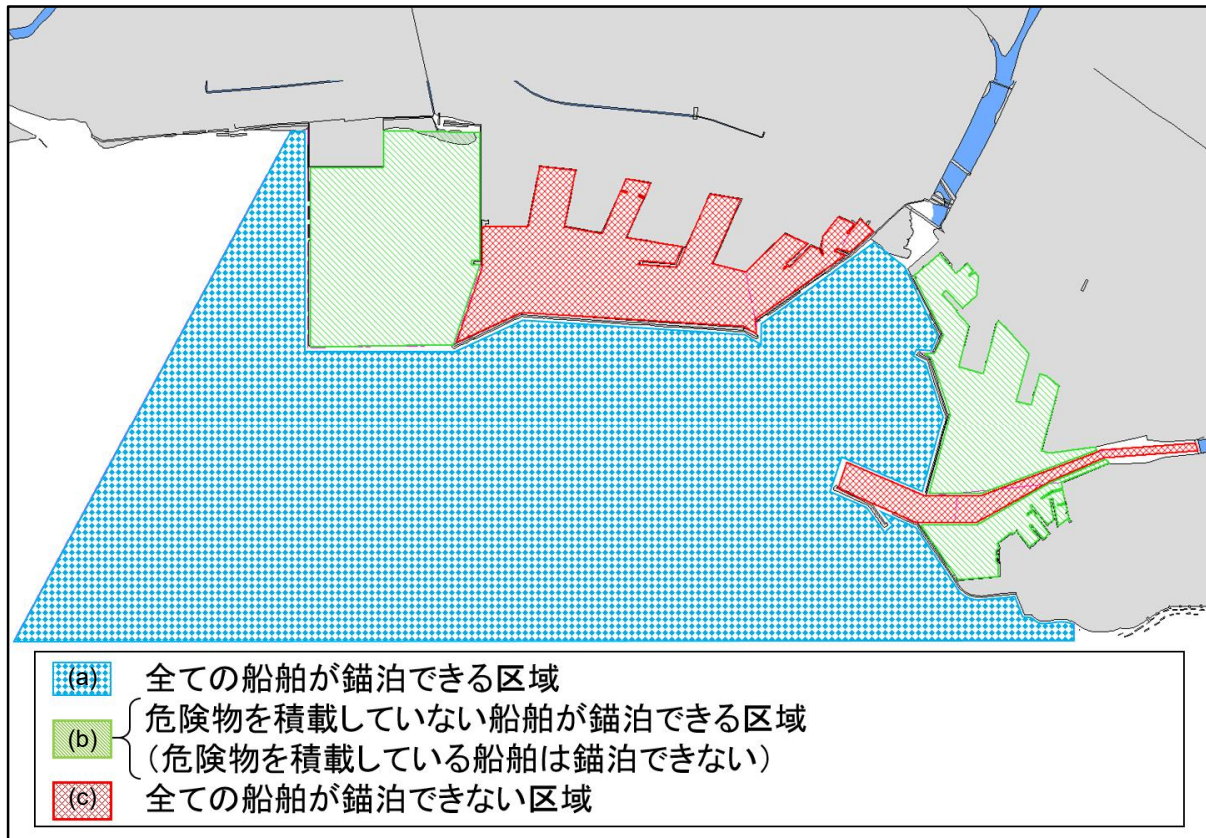 (a) 全ての船舶が錨泊できる区域
(b) 危険物を積載していない船舶が錨泊できる区域
（危険物を積載している船舶は錨泊できない）
(c) 全ての船舶が錨泊できない区域